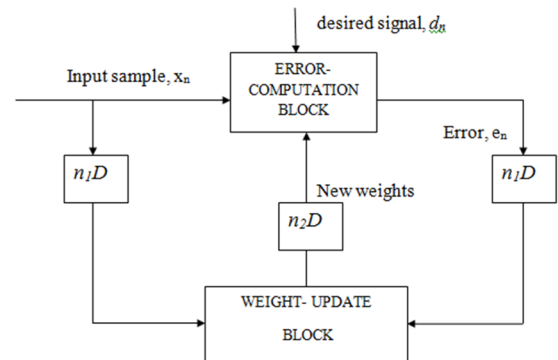 desired signal, dn
ERROR-
COMPUTATION
BLOCK
Input sample, xn
Error, en
n1D
n1D
New weights
n2D
WEIGHT- UPDATE
BLOCK